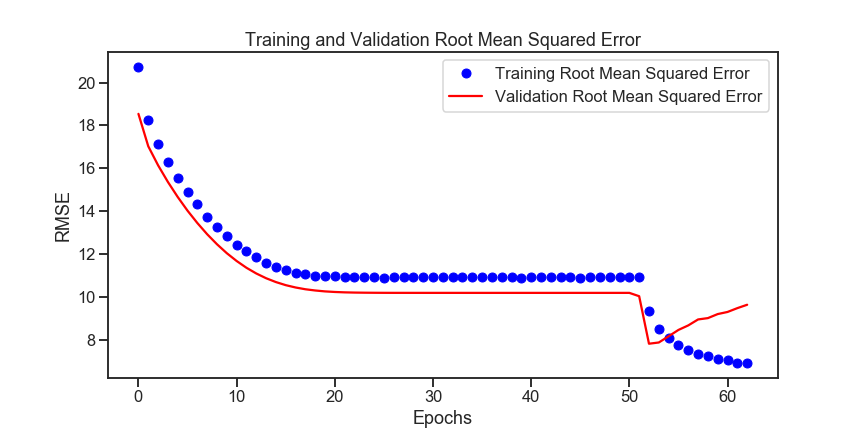 Training and Validation Root Mean Squared Error
Training Root Mean Squared Error
Validation Root Mean Squared Error
RMSE
20
18
16
14
12
10
8
0 10 20 30 40 50 60
Epochs